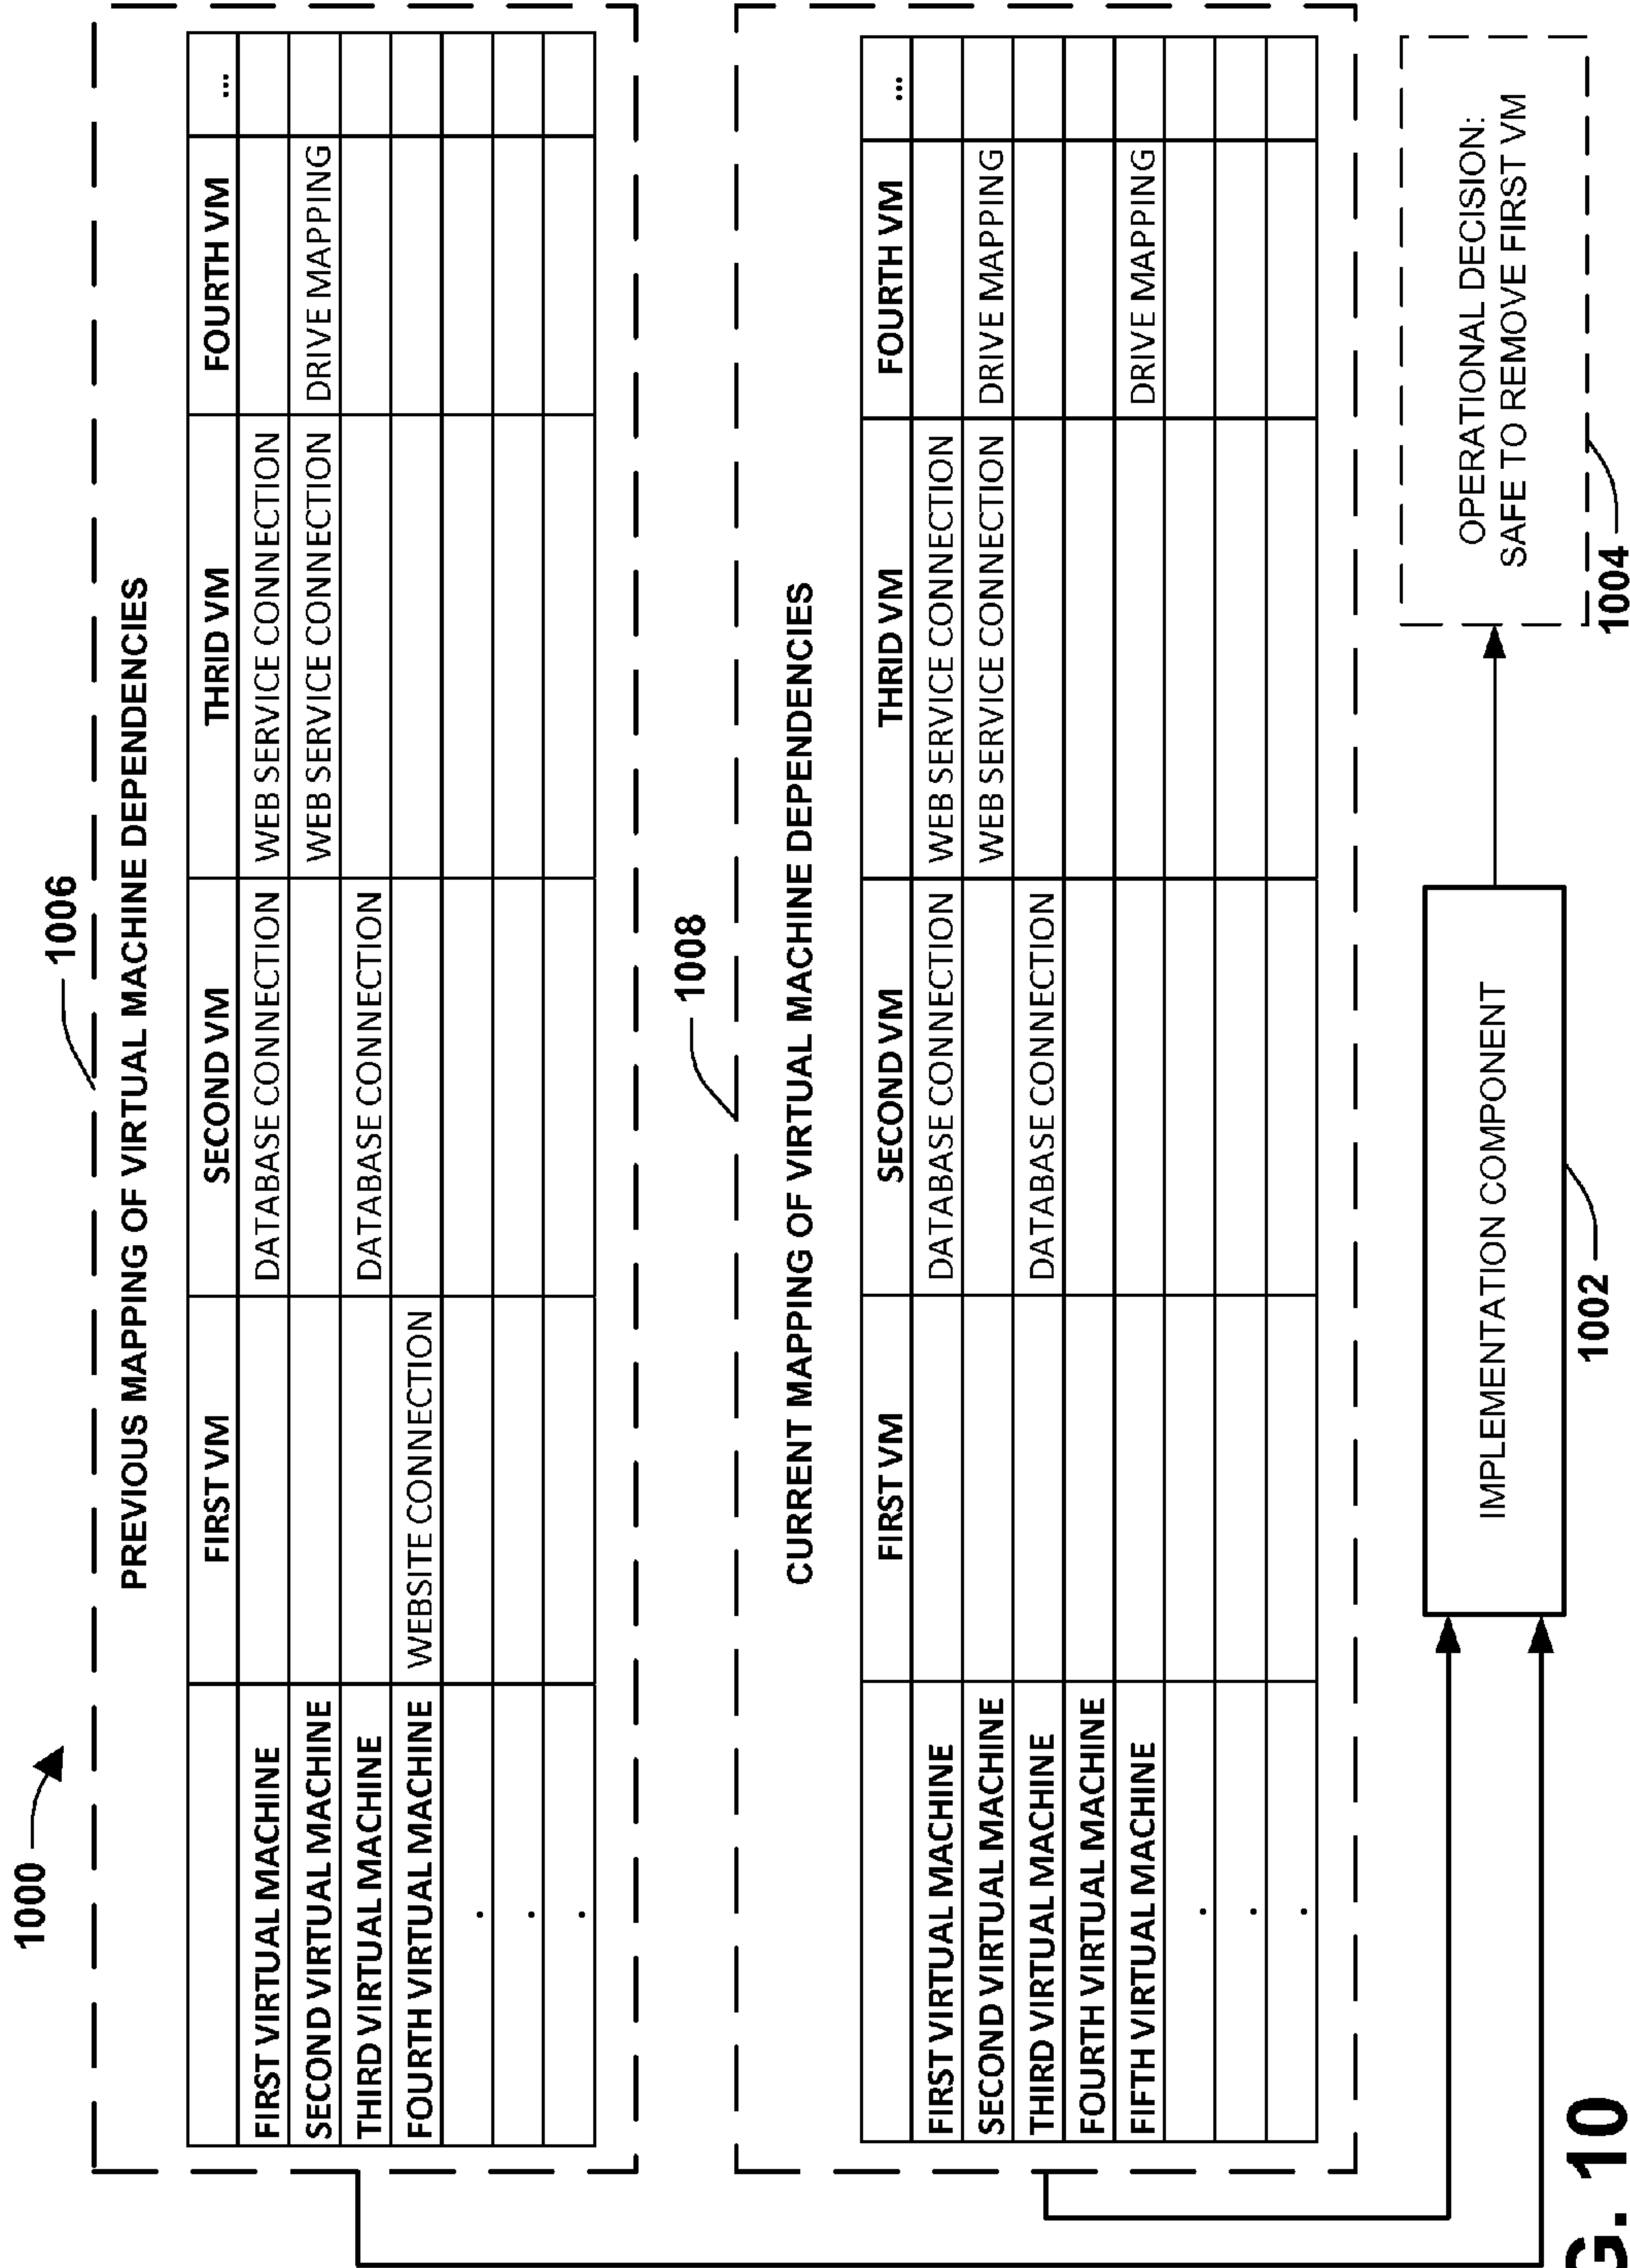 1000
1006
PREVIOUS MAPPING OF VIRTUAL MACHINE DEPENDENCIES
FIRST VM SECOND VM THRID VM FOURTH VM ...
FIRST VIRTUAL MACHINE DATABASE CONNECTION WEB SERVICE CONNECTION
SECOND VIRTUAL MACHINE WEB SERVICE CONNECTION DRIVE MAPPING
THIRD VIRTUAL MACHINE DATABASE CONNECTION
FOURTH VIRTUAL MACHINE WEBSITE CONNECTION
.
.
.
1008
CURRENT MAPPING OF VIRTUAL MACHINE DEPENDENCIES
FIRST VM SECOND VM THRID VM FOURTH VM ...
FIRST VIRTUAL MACHINE DATABASE CONNECTION WEB SERVICE CONNECTION
SECOND VIRTUAL MACHINE WEB SERVICE CONNECTION DRIVE MAPPING
THIRD VIRTUAL MACHINE DATABASE CONNECTION
FOURTH VIRTUAL MACHINE
FIFTH VIRTUAL MACHINE DRIVE MAPPING
.
.
.
IMPLEMENTATION COMPONENT
1002
OPERATIONAL DECISION:
SAFE TO REMOVE FIRST VM
1004
G. 10